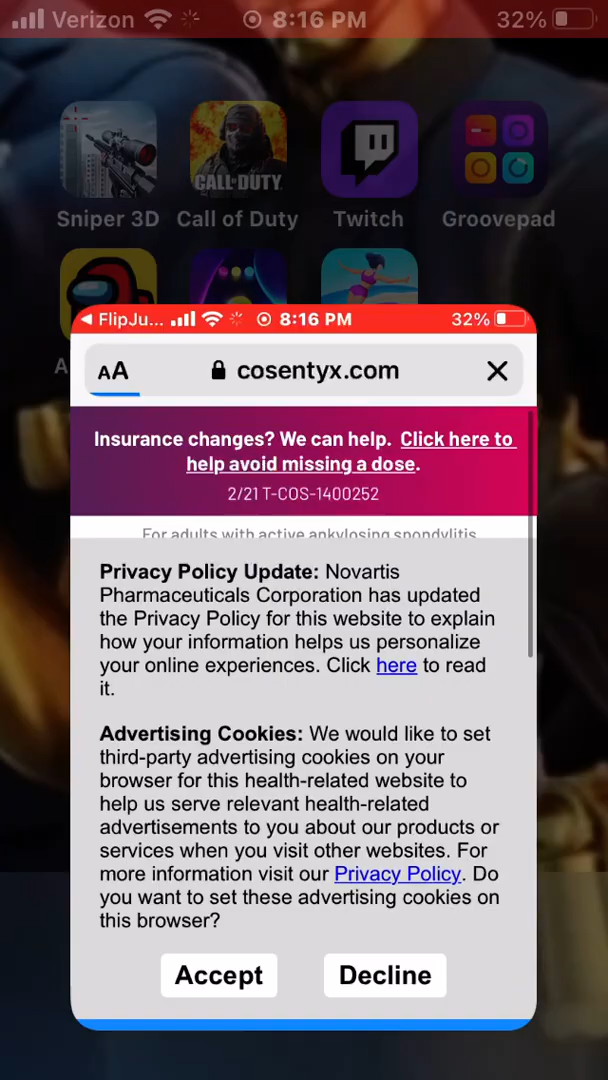 Verizon 8:16 PM 32%
CALL OF DUTY
Sniper 3D Call of Duty Twitch Groovepad
A
FlipJu... 8:16 PM 32%
AA cosentyx.com
Insurance changes? We can help. Click here to
help avoid missing a dose.
2/21 T-COS-1400252
For adults with active ankylosing spondylitis
Privacy Policy Update: Novartis
Pharmaceuticals Corporation has updated
the Privacy Policy for this website to explain
how your information helps us personalize
your online experiences. Click here to read
it.
Advertising Cookies: We would like to set
third-party advertising cookies on your
browser for this health-related website to
help us serve relevant health-related
advertisements to you about our products or
services when you visit other websites. For
more information visit our Privacy Policy. Do
you want to set these advertising cookies on
this browser?
Accept Decline